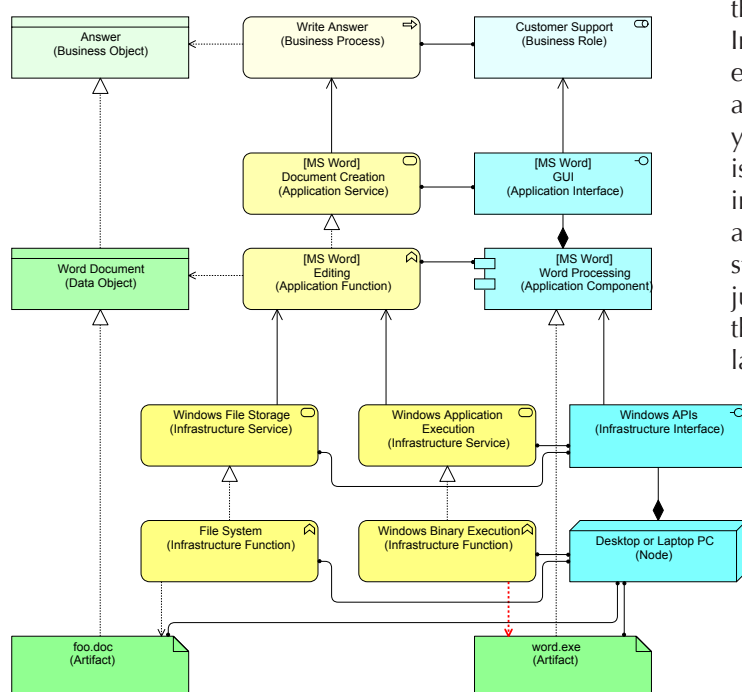 Answer
(Business Object)
Write Answer
(Business Process)
Customer Support
(Business Role)
[MS Word]
Document Creation
(Application Service)
[MS Word]
GUI
(Application Interface)
Word Document
(Data Object)
[MS Word]
Editing
(Application Function)
[MS Word]
Word Processing
(Application Component)
Windows File Storage
(Infrastructure Service)
Windows Application
Execution
(Infrastructure Service)
Windows APIs
(Infrastructure Interface)
File System
(Infrastructure Function)
Windows Binary Execution
(Infrastructure Function)
Desktop or Laptop PC
(Node)
foo.doc
(Artifact)
word.exe
(Artifact)